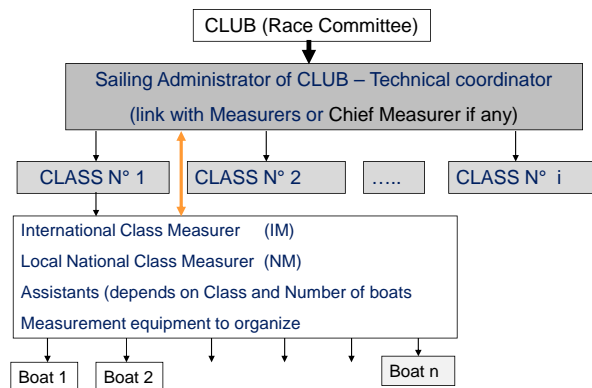 CLUB (Race Committee)
Sailing Administrator of CLUB – Technical coordinator
(link with Measurers or Chief Measurer if any)
CLASS N° 1
CLASS N° 2
…..
CLASS N° i
International Class Measurer (IM)
Local National Class Measurer (NM)
Assistants (depends on Class and Number of boats
Measurement equipment to organize
Boat 1
Boat 2
Boat n